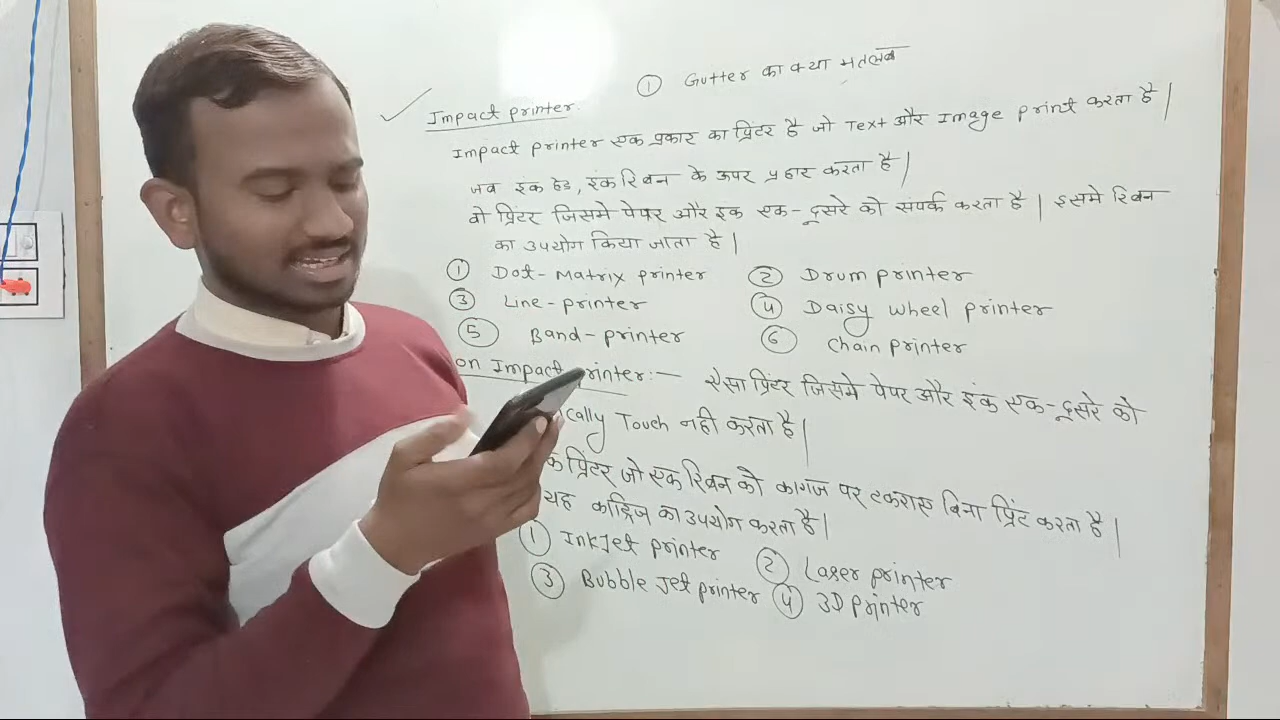 ① Gutter का क्या मतलब
Impact printer.
Impact printer एक प्रकार का प्रिंटर है जो Text और Image print करता है |
जब इंक हेड, इंक रिबन के ऊपर प्रहार करता है |
वो प्रिंटर जिसमे पेपर और इंक एक-दूसरे को संपर्क करता है | इसमे रिबन
का उपयोग किया जाता है |
① Dot-Matrix printer ② Drum printer
③ Line-printer ④ Daisy wheel printer
⑤ Band-printer ⑥ Chain printer
on Impact printer:— ऐसा प्रिंटर जिसमे पेपर और इंक एक-दूसरे को
cally Touch नही करता है |
क प्रिंटर जो एक रिबन को कागज पर टकराए बिना प्रिंट करता है |
यह कार्ट्रिज का उपयोग करता है |
① InkJet printer ② Laser printer
③ Bubble Jet printer ④ 3D printer